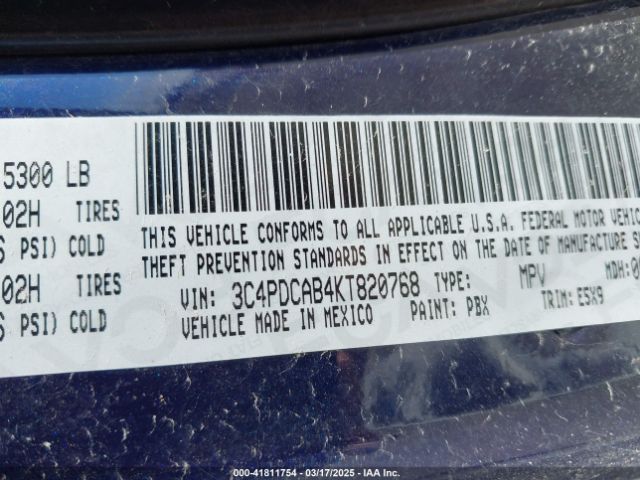 5300 LB
02H TIRES
PSI) COLD
02H TIRES
PSI) COLD
THIS VEHICLE CONFORMS TO ALL APPLICABLE U.S.A. FEDERAL MOTOR
THEFT PREVENTION STANDARDS IN EFFECT ON THE DATE OF MANUFACTURE
VIN: 3C4PDCAB4KT820768 TYPE: MPV MDH:
VEHICLE MADE IN MEXICO PAINT: PBX TRIM: E5X9
00-41811754 — 03/17/2025 — IAA Inc.